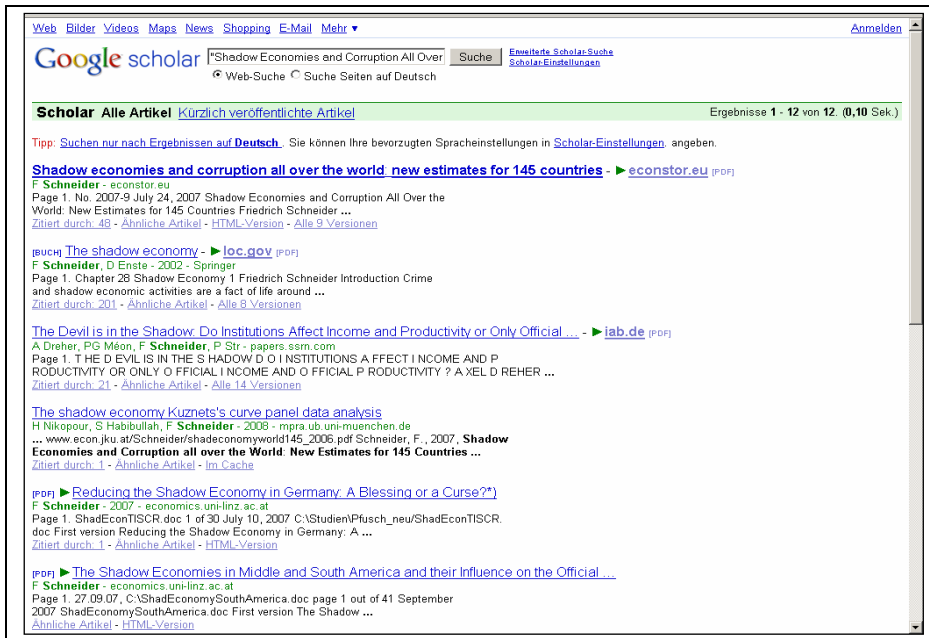 Web Bilder Videos Maps News Shopping E-Mail Mehr ▼ Anmelden
Google scholar "Shadow Economies and Corruption All Over Suche Erweiterte Scholar-Suche
Scholar-Einstellungen
Web-Suche Suche Seiten auf Deutsch
Scholar Alle Artikel Kürzlich veröffentlichte Artikel Ergebnisse 1 - 12 von 12. (0,10 Sek.)
Tipp: Suchen nur nach Ergebnissen auf Deutsch . Sie können Ihre bevorzugten Spracheinstellungen in Scholar-Einstellungen. angeben.
Shadow economies and corruption all over the world: new estimates for 145 countries - ►econstor.eu [PDF]
F Schneider - econstor.eu
Page 1. No. 2007-9 July 24, 2007 Shadow Economies and Corruption All Over the
World: New Estimates for 145 Countries Friedrich Schneider ...
Zitiert durch: 48 - Ähnliche Artikel - HTML-Version - Alle 9 Versionen
[BUCH] The shadow economy - ►loc.gov [PDF]
F Schneider, D Enste - 2002 - Springer
Page 1. Chapter 28 Shadow Economy 1 Friedrich Schneider Introduction Crime
and shadow economic activities are a fact of life around ...
Zitiert durch: 201 - Ähnliche Artikel - Alle 8 Versionen
The Devil is in the Shadow: Do Institutions Affect Income and Productivity or Only Official ... - ►iab.de [PDF]
A Dreher, PG Méon, F Schneider, P Str - papers.ssrn.com
Page 1. T HE D EVIL IS IN THE S HADOW D O I NSTITUTIONS A FFECT I NCOME AND P
RODUCTIVITY OR ONLY O FFICIAL I NCOME AND O FFICIAL P RODUCTIVITY ? A XEL D REHER ...
Zitiert durch: 21 - Ähnliche Artikel - Alle 14 Versionen
The shadow economy Kuznets's curve panel data analysis
H Nikopour, S Habibullah, F Schneider - 2008 - mpra.ub.uni-muenchen.de
... www.econ.jku.at/Schneider/shadeconomyworld145_2006.pdf Schneider, F., 2007, Shadow
Economies and Corruption all over the World: New Estimates for 145 Countries ...
Zitiert durch: 1 - Ähnliche Artikel - Im Cache
[PDF] ►Reducing the Shadow Economy in Germany: A Blessing or a Curse?*)
F Schneider - 2007 - economics.uni-linz.ac.at
Page 1. ShadEconTISCR.doc 1 of 30 July 10, 2007 C:\Studien\Pfusch_neu/ShadEconTISCR.
doc First version Reducing the Shadow Economy in Germany: A ...
Zitiert durch: 1 - Ähnliche Artikel - HTML-Version
[PDF] ►The Shadow Economies in Middle and South America and their Influence on the Official ...
F Schneider - economics.uni-linz.ac.at
Page 1. 27.09.07, C:\ShadEconomySouthAmerica.doc page 1 out of 41 September
2007 ShadEconomySouthAmerica.doc First version The Shadow ...
Ähnliche Artikel - HTML-Version